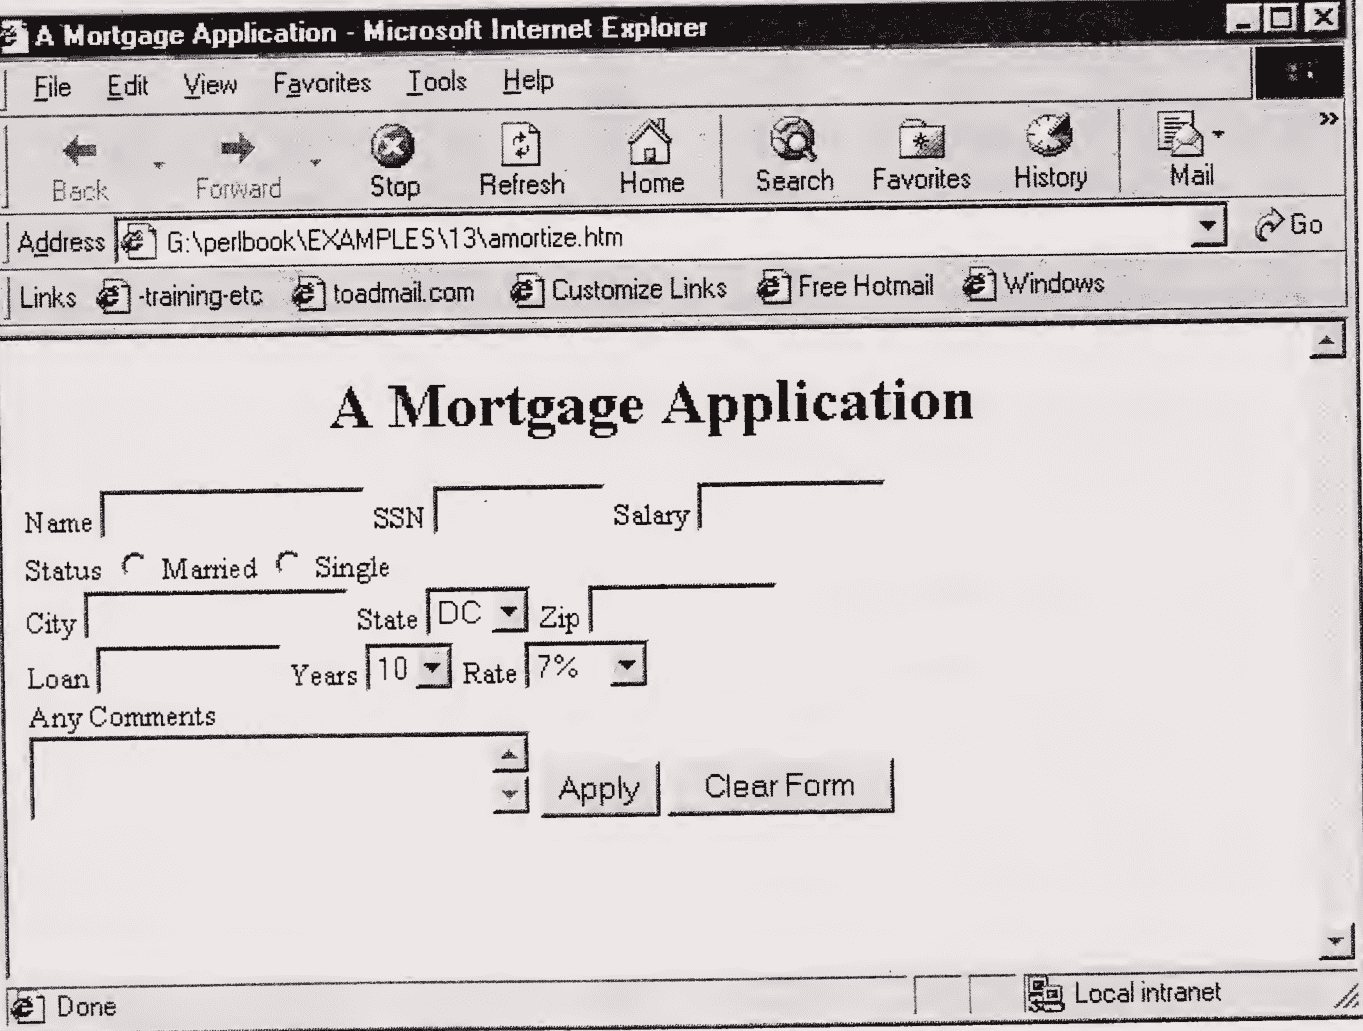 A Mortgage Application - Microsoft Internet Explorer
File Edit View Favorites Tools Help
Back Forward Stop Refresh Home Search Favorites History Mail »
Address G:\perlbook\EXAMPLES\13\amortize.htm Go
Links -training-etc toadmail.com Customize Links Free Hotmail Windows
A Mortgage Application
Name SSN Salary
Status Married Single
City State DC Zip
Loan Years 10 Rate 7%
Any Comments
Apply Clear Form
Done Local intranet